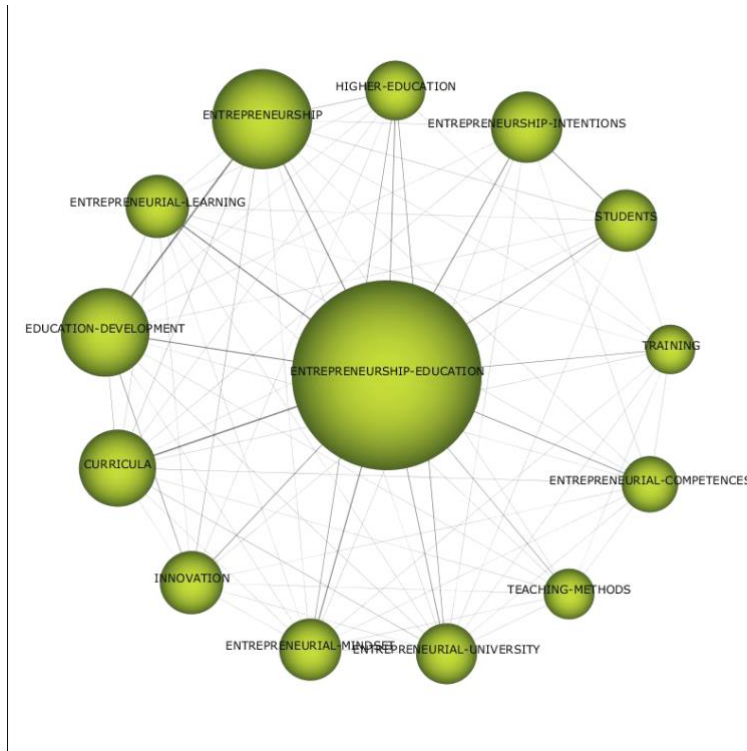 HIGHER-EDUCATION
ENTREPRENEURSHIP
ENTREPRENEURSHIP-INTENTIONS
ENTREPRENEURIAL-LEARNING
STUDENTS
EDUCATION-DEVELOPMENT
TRAINING
ENTREPRENEURSHIP-EDUCATION
CURRICULA
ENTREPRENEURIAL-COMPETENCES
INNOVATION
TEACHING-METHODS
ENTREPRENEURIAL-MINDSET
ENTREPRENEURIAL-UNIVERSITY